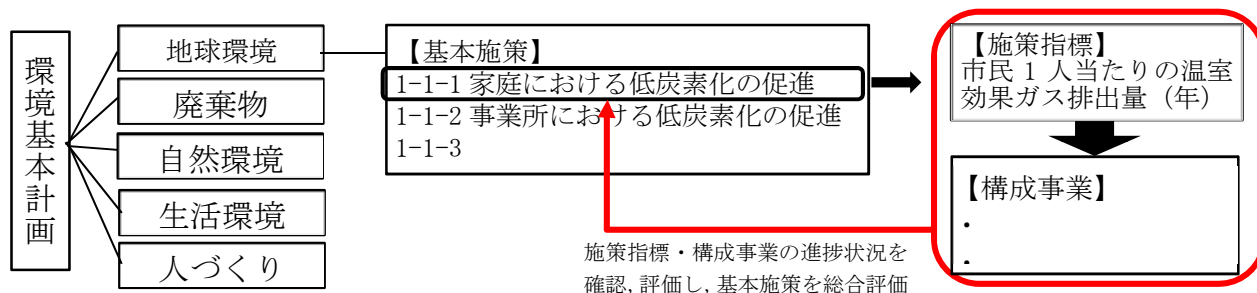 環境基本計画
地球環境
廃棄物
自然環境
生活環境
人づくり
【基本施策】
1-1-1 家庭における低炭素化の促進
1-1-2 事業所における低炭素化の促進
1-1-3
【施策指標】
市民 1 人当たりの温室
効果ガス排出量（年）
【構成事業】
・
・
施策指標・構成事業の進捗状況を
確認, 評価し, 基本施策を総合評価